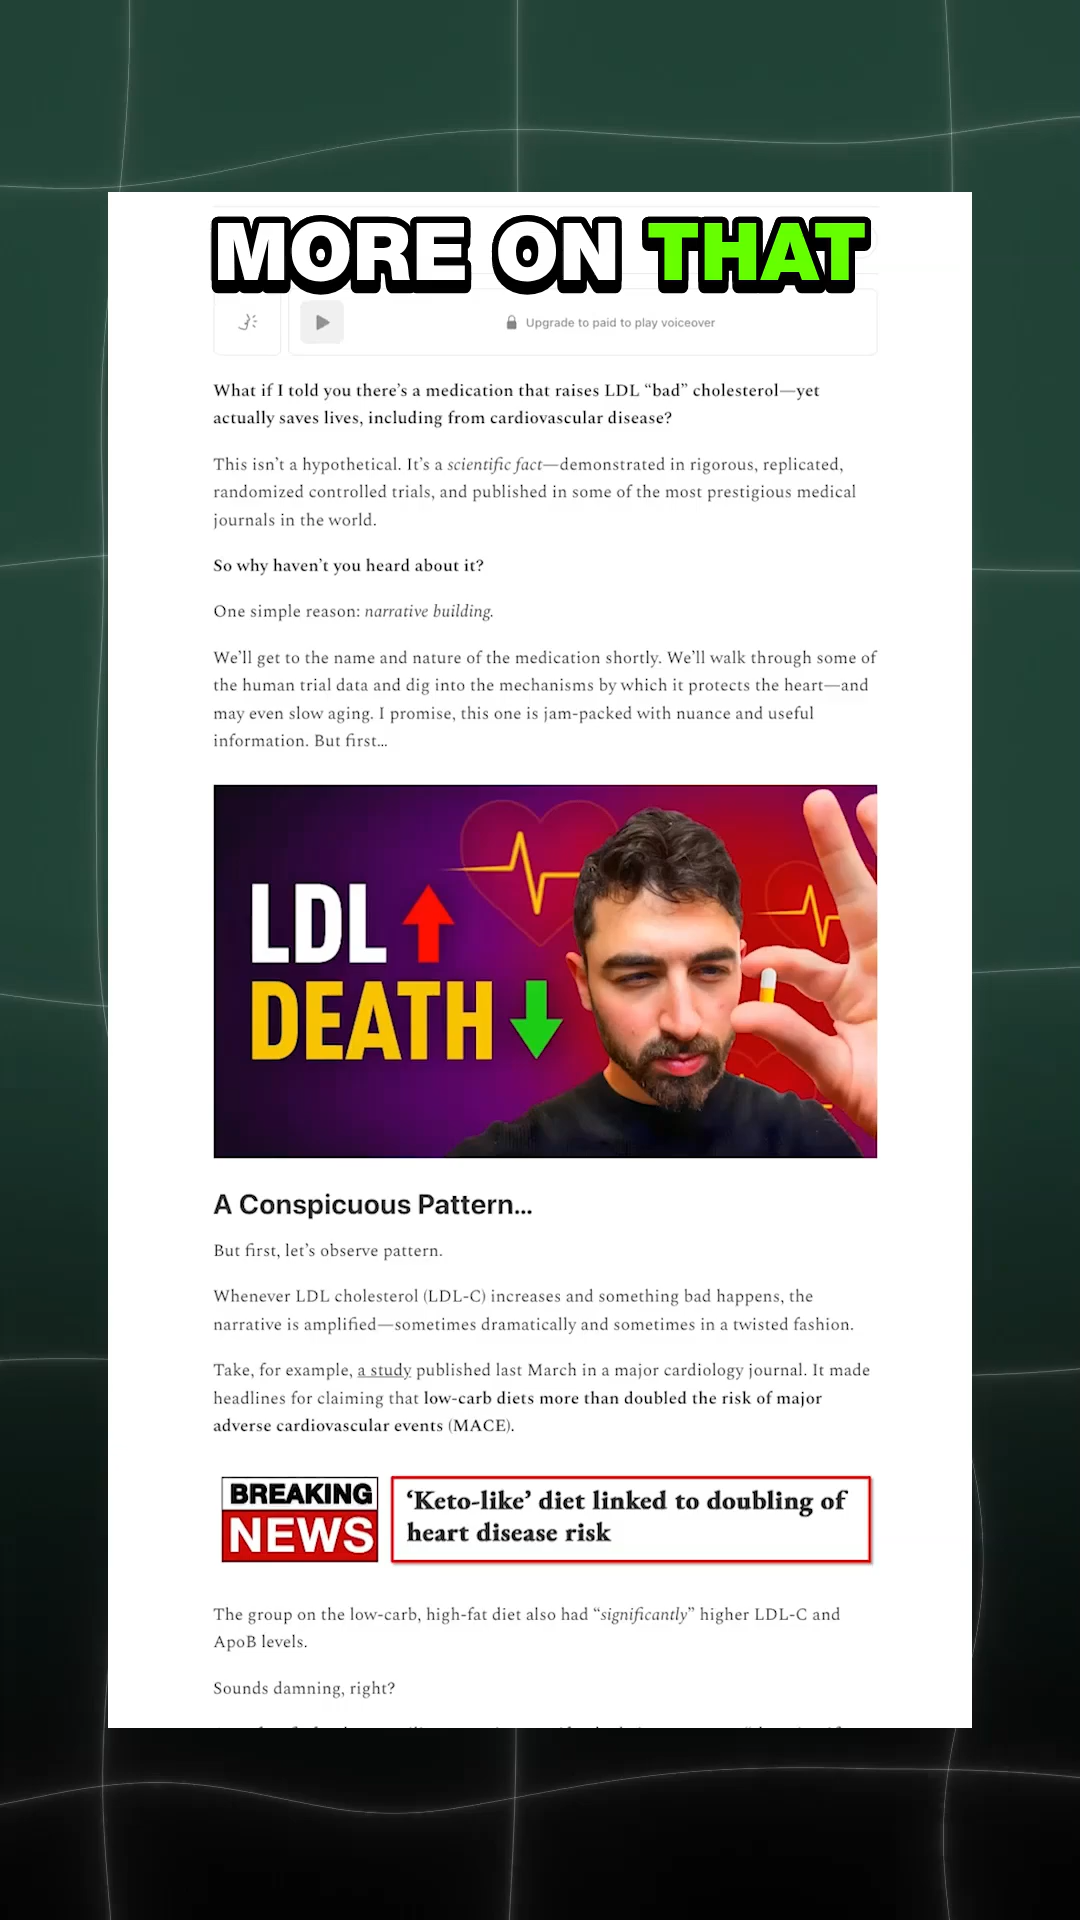 MORE ON THAT
Upgrade to paid to play voiceover
What if I told you there’s a medication that raises LDL “bad” cholesterol—yet
actually saves lives, including from cardiovascular disease?
This isn’t a hypothetical. It’s a scientific fact—demonstrated in rigorous, replicated,
randomized controlled trials, and published in some of the most prestigious medical
journals in the world.
So why haven’t you heard about it?
One simple reason: narrative building.
We’ll get to the name and nature of the medication shortly. We’ll walk through some of
the human trial data and dig into the mechanisms by which it protects the heart—and
may even slow aging. I promise, this one is jam-packed with nuance and useful
information. But first…
LDL
DEATH
A Conspicuous Pattern…
But first, let’s observe pattern.
Whenever LDL cholesterol (LDL-C) increases and something bad happens, the
narrative is amplified—sometimes dramatically and sometimes in a twisted fashion.
Take, for example, a study published last March in a major cardiology journal. It made
headlines for claiming that low-carb diets more than doubled the risk of major
adverse cardiovascular events (MACE).
BREAKING
NEWS
‘Keto-like’ diet linked to doubling of
heart disease risk
The group on the low-carb, high-fat diet also had “significantly” higher LDL-C and
ApoB levels.
Sounds damning, right?